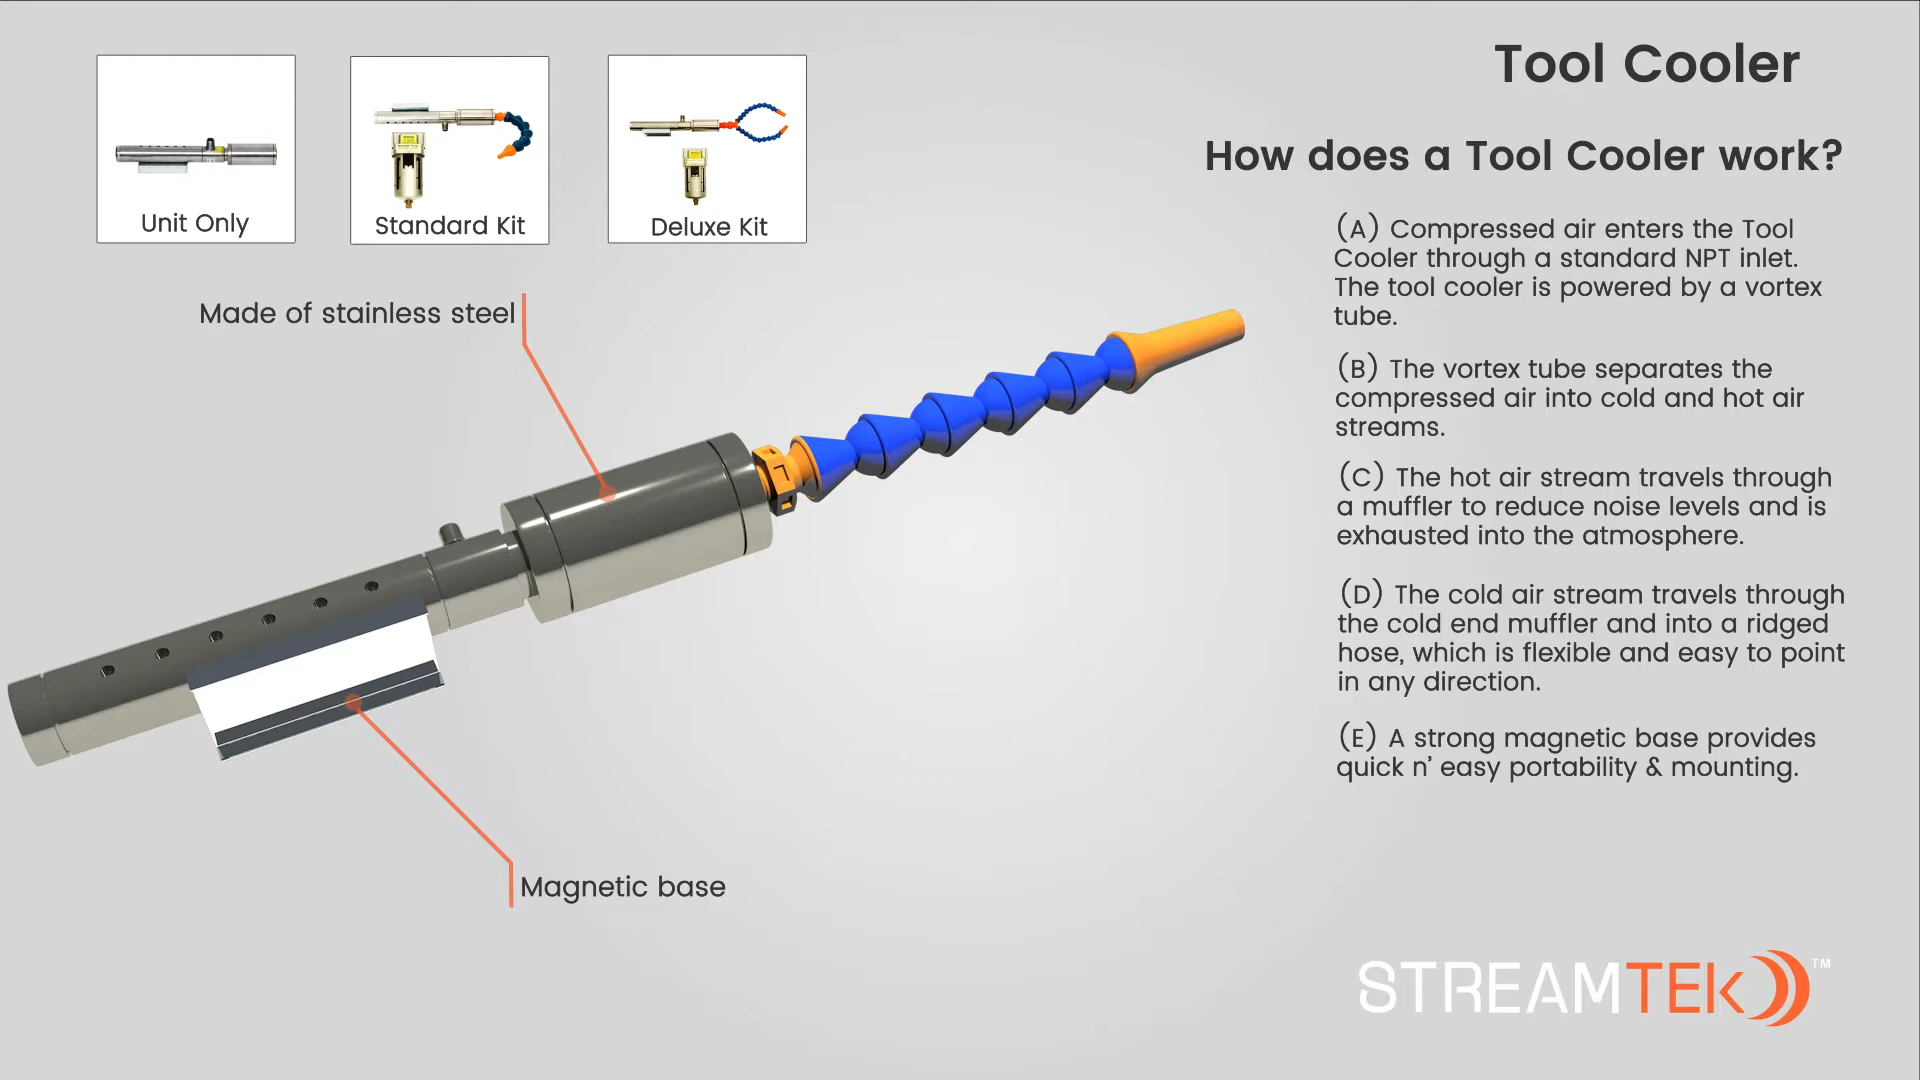 Tool Cooler
How does a Tool Cooler work?
Unit Only
Standard Kit
Deluxe Kit
Made of stainless steel
Magnetic base
(A) Compressed air enters the Tool
Cooler through a standard NPT inlet.
The tool cooler is powered by a vortex
tube.
(B) The vortex tube separates the
compressed air into cold and hot air
streams.
(C) The hot air stream travels through
a muffler to reduce noise levels and is
exhausted into the atmosphere.
(D) The cold air stream travels through
the cold end muffler and into a ridged
hose, which is flexible and easy to point
in any direction.
(E) A strong magnetic base provides
quick n’ easy portability & mounting.
STREAMTEK™